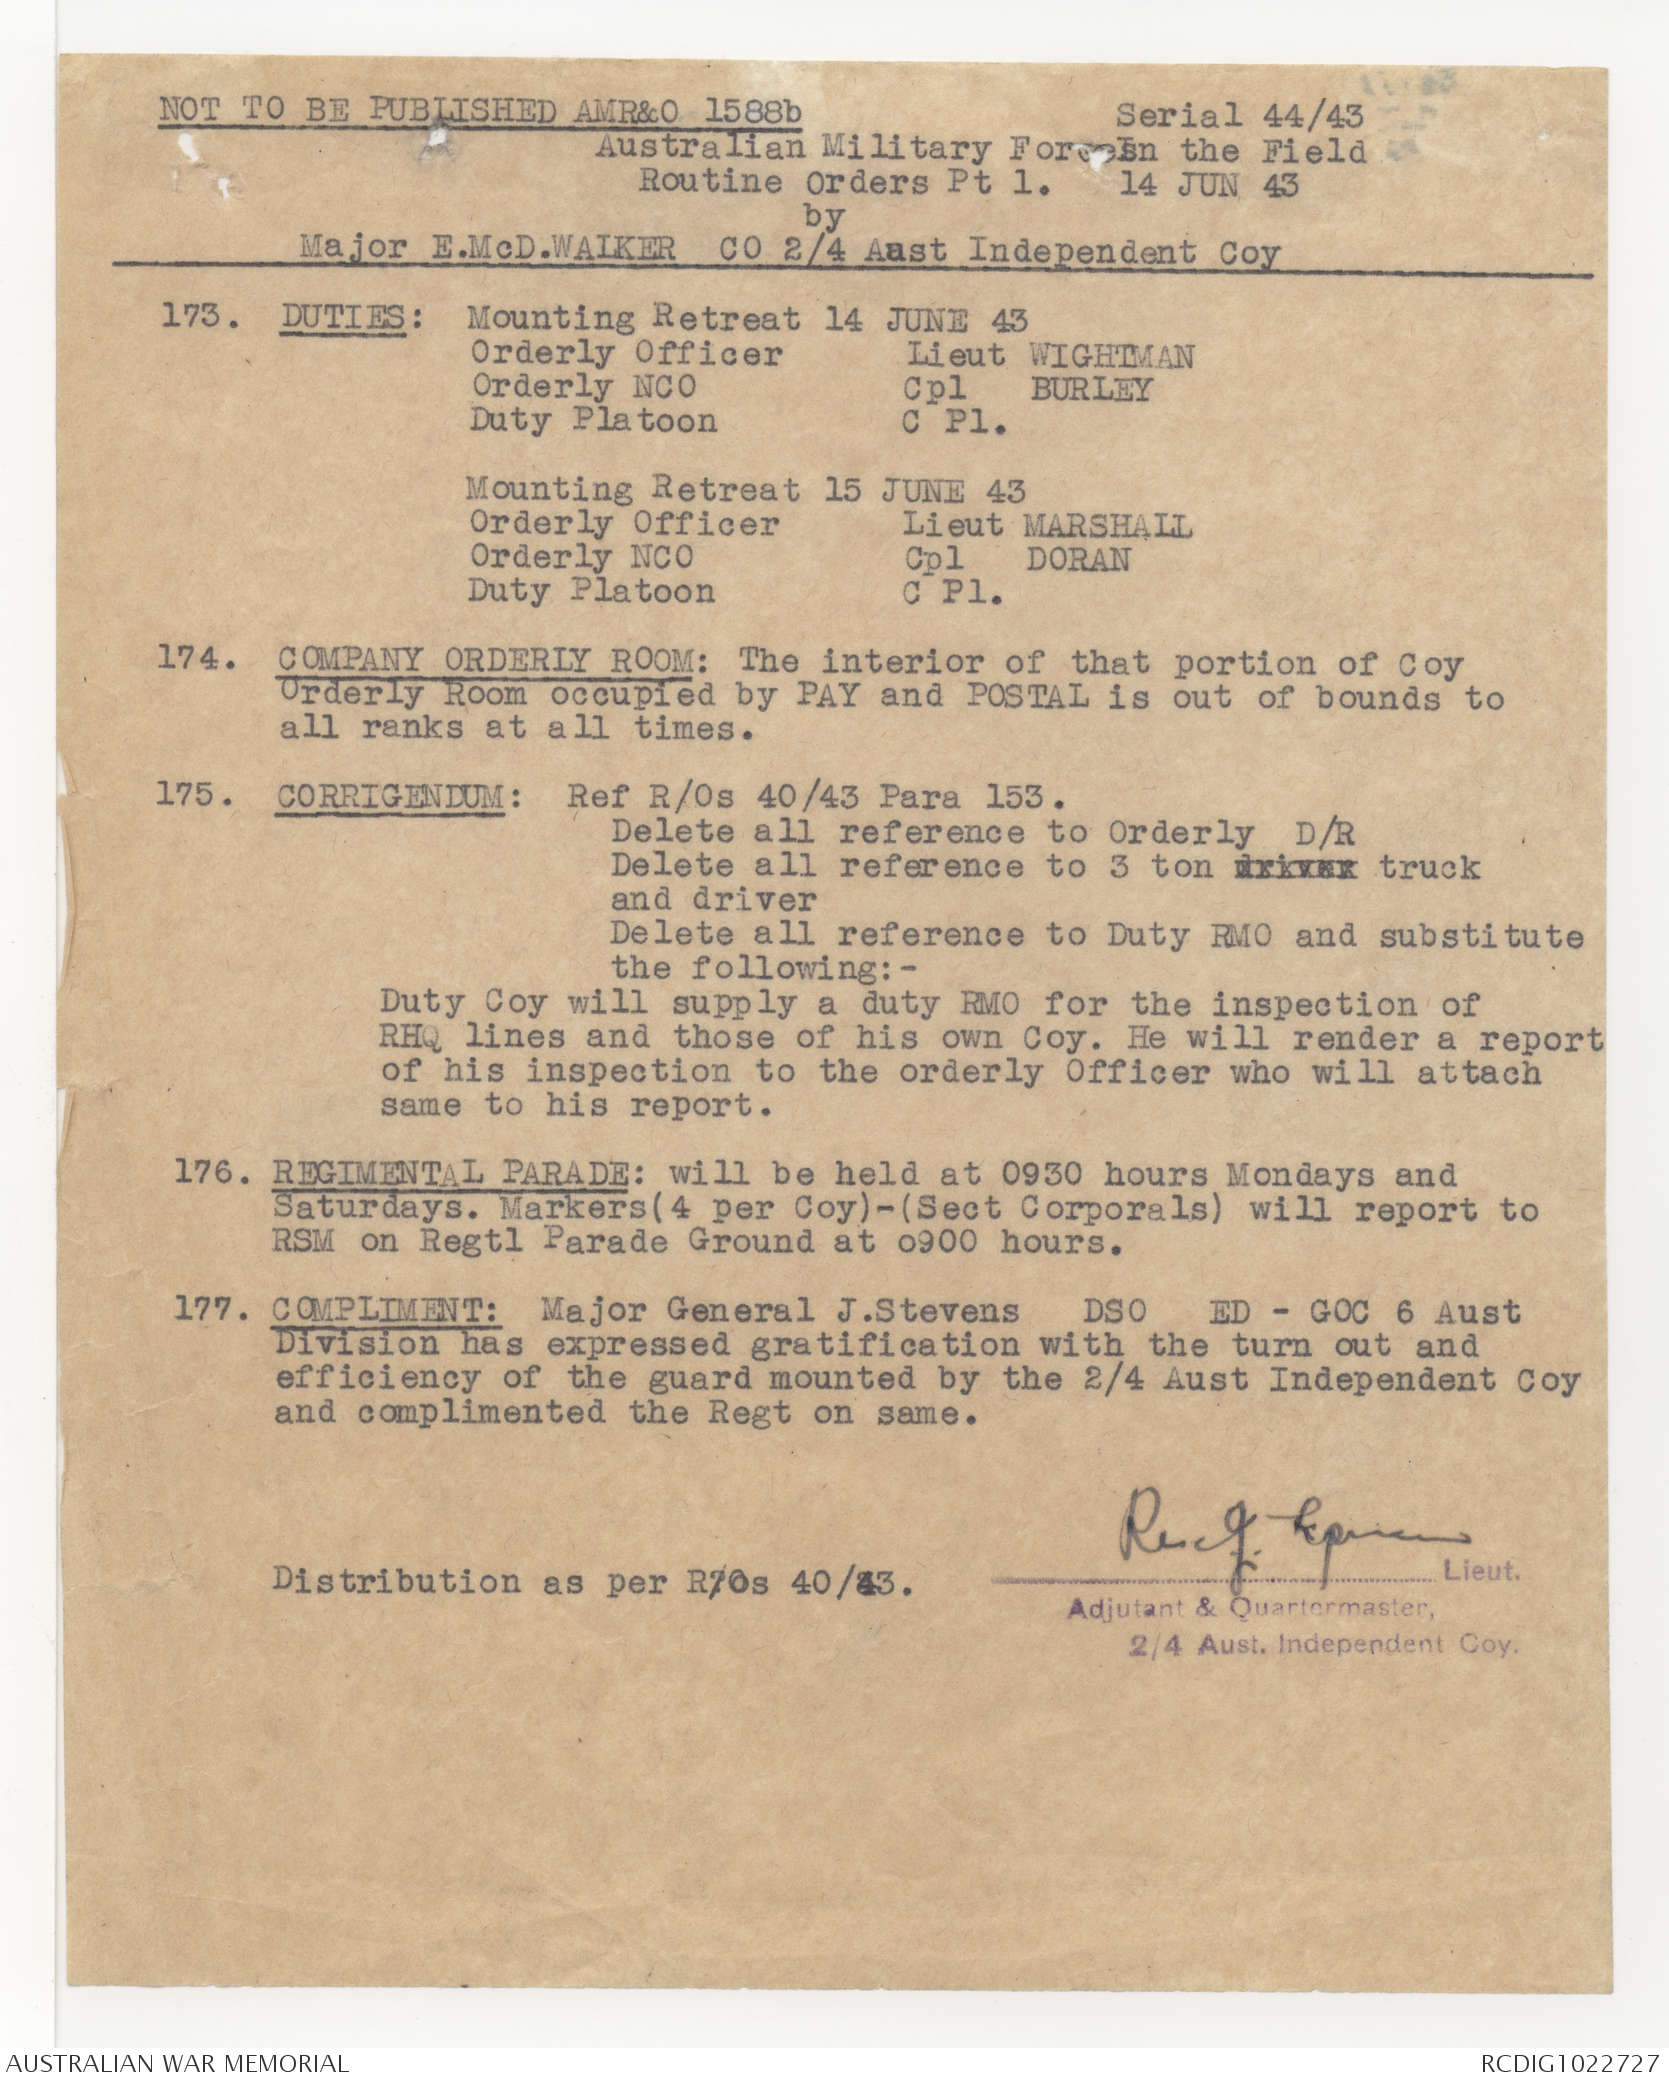 NOT TO BE PUBLISHED AMR&O 1588b Serial 44/43
Australian Military Forces In the Field
Routine Orders Pt 1. 14 JUN 43
by
Major E.McD.WALKER CO 2/4 Aust Independent Coy
173. DUTIES: Mounting Retreat 14 JUNE 43
Orderly Officer Lieut WIGHTMAN
Orderly NCO Cpl BURLEY
Duty Platoon C Pl.
Mounting Retreat 15 JUNE 43
Orderly Officer Lieut MARSHALL
Orderly NCO Cpl DORAN
Duty Platoon C Pl.
174. COMPANY ORDERLY ROOM: The interior of that portion of Coy
Orderly Room occupied by PAY and POSTAL is out of bounds to
all ranks at all times.
175. CORRIGENDUM: Ref R/Os 40/43 Para 153.
Delete all reference to Orderly D/R
Delete all reference to 3 ton driver truck
and driver
Delete all reference to Duty RMO and substitute
the following:-
Duty Coy will supply a duty RMO for the inspection of
RHQ lines and those of his own Coy. He will render a report
of his inspection to the orderly Officer who will attach
same to his report.
176. REGIMENTAL PARADE: will be held at 0930 hours Mondays and
Saturdays. Markers(4 per Coy)-(Sect Corporals) will report to
RSM on Regtl Parade Ground at o900 hours.
177. COMPLIMENT: Major General J.Stevens DSO ED - GOC 6 Aust
Division has expressed gratification with the turn out and
efficiency of the guard mounted by the 2/4 Aust Independent Coy
and complimented the Regt on same.
Distribution as per R/Os 40/43.
Lieut.
Adjutant & Quartermaster,
2/4 Aust. Independent Coy.
AUSTRALIAN WAR MEMORIAL RCDIG1022727